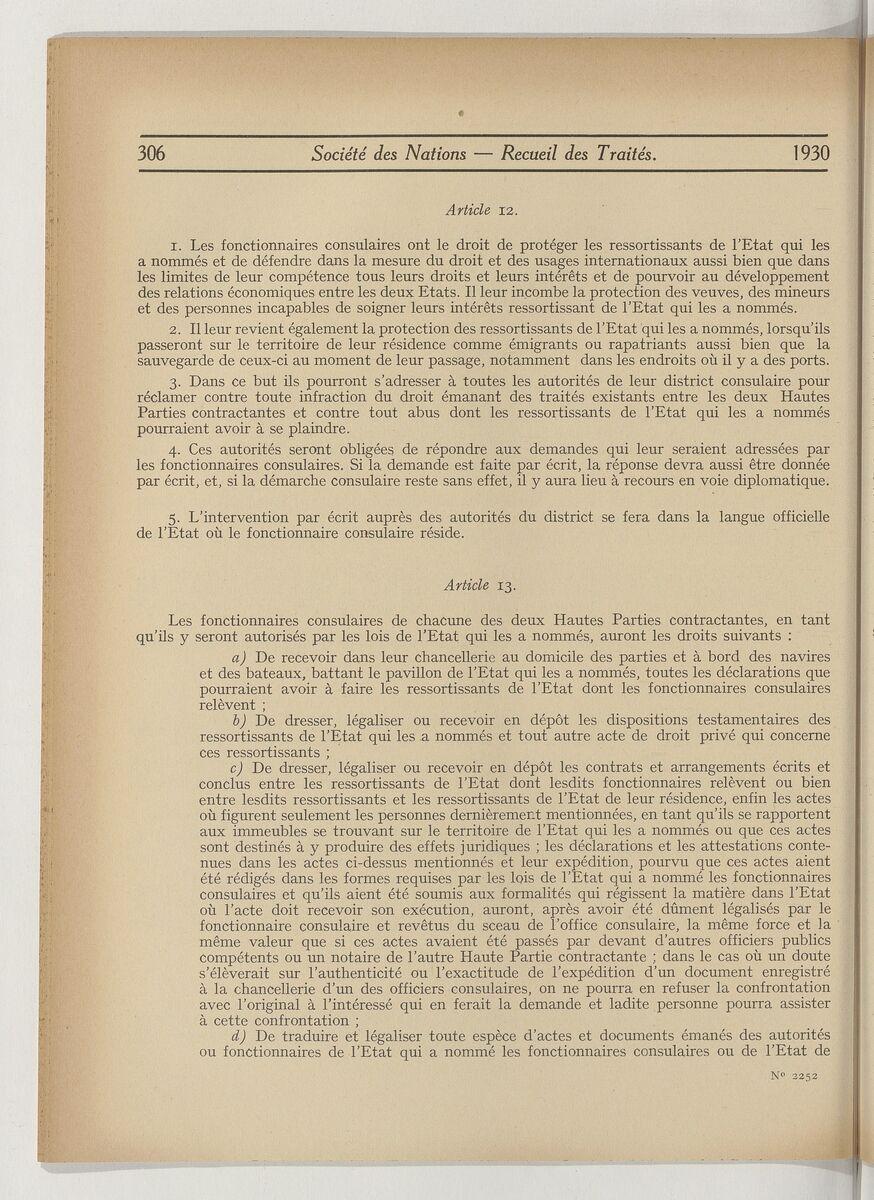 306 Société des Nations — Recueil des Traités. 1930
Article 12.
1. Les fonctionnaires consulaires ont le droit de protéger les ressortissants de l'Etat qui les
a nommés et de défendre dans la mesure du droit et des usages internationaux aussi bien que dans
les limites de leur compétence tous leurs droits et leurs intérêts et de pourvoir au développement
des relations économiques entre les deux Etats. Il leur incombe la protection des veuves, des mineurs
et des personnes incapables de soigner leurs intérêts ressortissant de l'Etat qui les a nommés.
2. Il leur revient également la protection des ressortissants de l'Etat qui les a nommés, lorsqu'ils
passeront sur le territoire de leur résidence comme émigrants ou rapatriants aussi bien que la
sauvegarde de ceux-ci au moment de leur passage, notamment dans les endroits où il y a des ports.
3. Dans ce but ils pourront s'adresser à toutes les autorités de leur district consulaire pour
réclamer contre toute infraction du droit émanant des traités existants entre les deux Hautes
Parties contractantes et contre tout abus dont les ressortissants de l'Etat qui les a nommés
pourraient avoir à se plaindre.
4. Ces autorités seront obligées de répondre aux demandes qui leur seraient adressées par
les fonctionnaires consulaires. Si la demande est faite par écrit, la réponse devra aussi être donnée
par écrit, et, si la démarche consulaire reste sans effet, il y aura lieu à recours en voie diplomatique.
5. L'intervention par écrit auprès des autorités du district se fera dans la langue officielle
de l'Etat où le fonctionnaire consulaire réside.
Article 13.
Les fonctionnaires consulaires de chacune des deux Hautes Parties contractantes, en tant
qu'ils y seront autorisés par les lois de l'Etat qui les a nommés, auront les droits suivants :
a) De recevoir dans leur chancellerie au domicile des parties et à bord des navires
et des bateaux, battant le pavillon de l'Etat qui les a nommés, toutes les déclarations que
pourraient avoir à faire les ressortissants de l'Etat dont les fonctionnaires consulaires
relèvent ;
b) De dresser, légaliser ou recevoir en dépôt les dispositions testamentaires des
ressortissants de l'Etat qui les a nommés et tout autre acte de droit privé qui concerne
ces ressortissants ;
c) De dresser, légaliser ou recevoir en dépôt les contrats et arrangements écrits et
conclus entre les ressortissants de l'Etat dont lesdits fonctionnaires relèvent ou bien
entre lesdits ressortissants et les ressortissants de l'Etat de leur résidence, enfin les actes
où figurent seulement les personnes dernièrement mentionnées, en tant qu'ils se rapportent
aux immeubles se trouvant sur le territoire de l'Etat qui les a nommés ou que ces actes
sont destinés à y produire des effets juridiques ; les déclarations et les attestations conte-
nues dans les actes ci-dessus mentionnés et leur expédition, pourvu que ces actes aient
été rédigés dans les formes requises par les lois de l'Etat qui a nommé les fonctionnaires
consulaires et qu'ils aient été soumis aux formalités qui régissent la matière dans l'Etat
où l'acte doit recevoir son exécution, auront, après avoir été dûment légalisés par le
fonctionnaire consulaire et revêtus du sceau de l'office consulaire, la même force et la
même valeur que si ces actes avaient été passés par devant d'autres officiers publics
compétents ou un notaire de l'autre Haute Partie contractante ; dans le cas où un doute
s'élèverait sur l'authenticité ou l'exactitude de l'expédition d'un document enregistré
à la chancellerie d'un des officiers consulaires, on ne pourra en refuser la confrontation
avec l'original à l'intéressé qui en ferait la demande et ladite personne pourra assister
à cette confrontation ;
d) De traduire et légaliser toute espèce d'actes et documents émanés des autorités
ou fonctionnaires de l'Etat qui a nommé les fonctionnaires consulaires ou de l'Etat de
Nº 2252